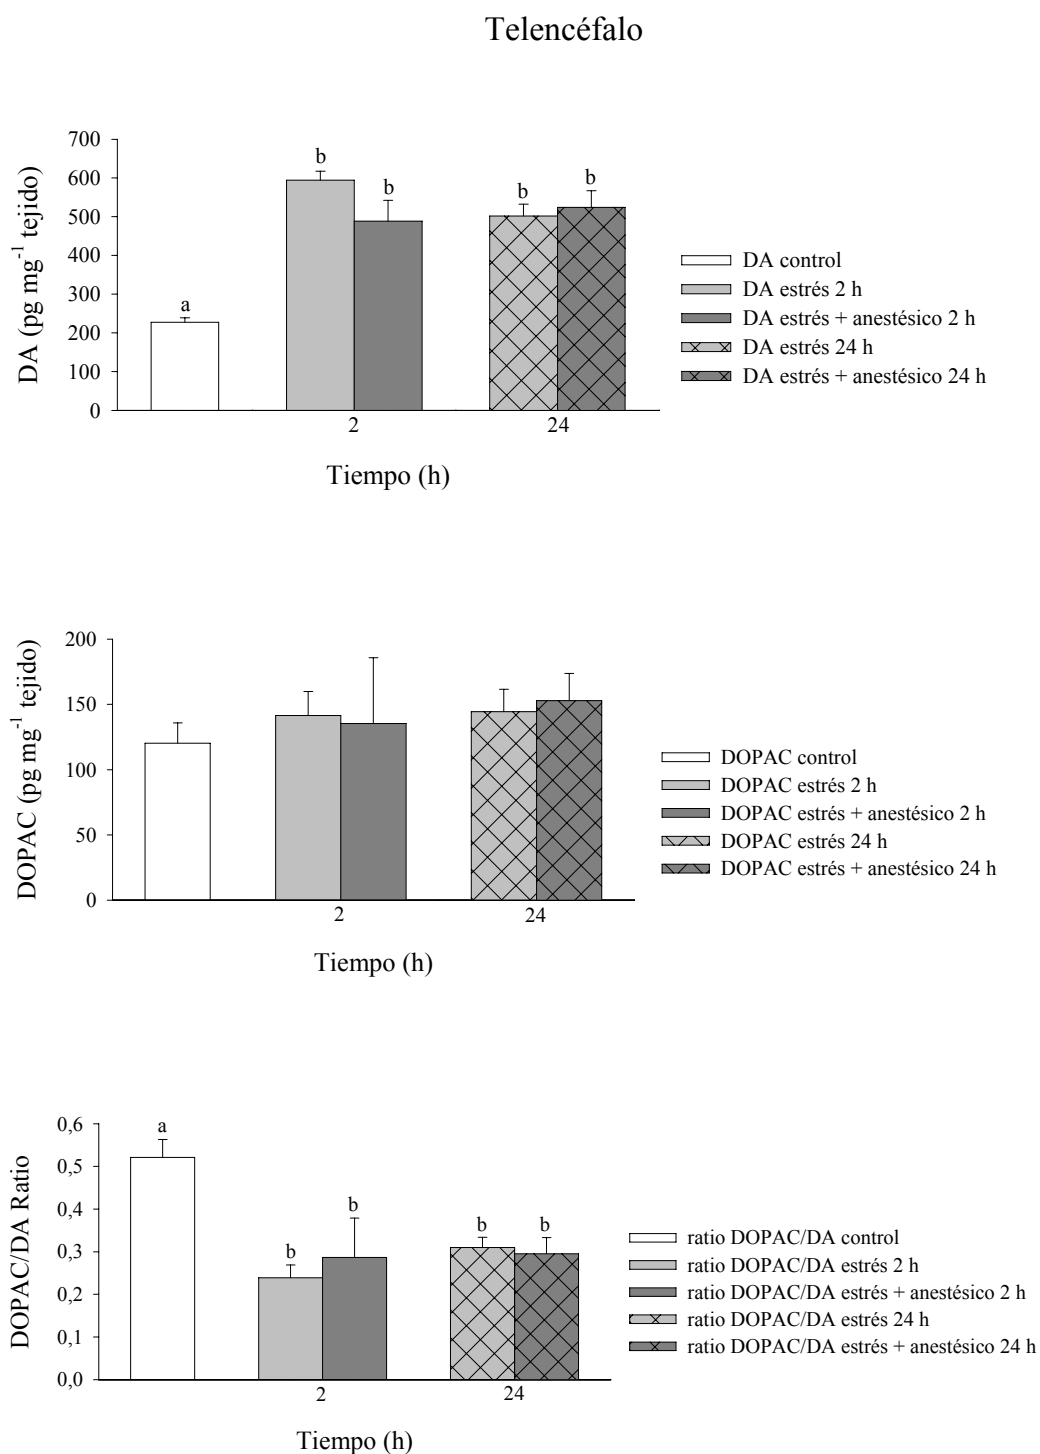 Telencéfalo
DA (pg mg-1 tejido)
700
600
500
400
300
200
100
0
a
b
b
b
b
2
24
Tiempo (h)
DA control
DA estrés 2 h
DA estrés + anestésico 2 h
DA estrés 24 h
DA estrés + anestésico 24 h
DOPAC (pg mg-1 tejido)
200
150
100
50
0
2
24
Tiempo (h)
DOPAC control
DOPAC estrés 2 h
DOPAC estrés + anestésico 2 h
DOPAC estrés 24 h
DOPAC estrés + anestésico 24 h
DOPAC/DA Ratio
0,6
0,5
0,4
0,3
0,2
0,1
0,0
a
b
b
b
b
2
24
Tiempo (h)
ratio DOPAC/DA control
ratio DOPAC/DA estrés 2 h
ratio DOPAC/DA estrés + anestésico 2 h
ratio DOPAC/DA estrés 24 h
ratio DOPAC/DA estrés + anestésico 24 h